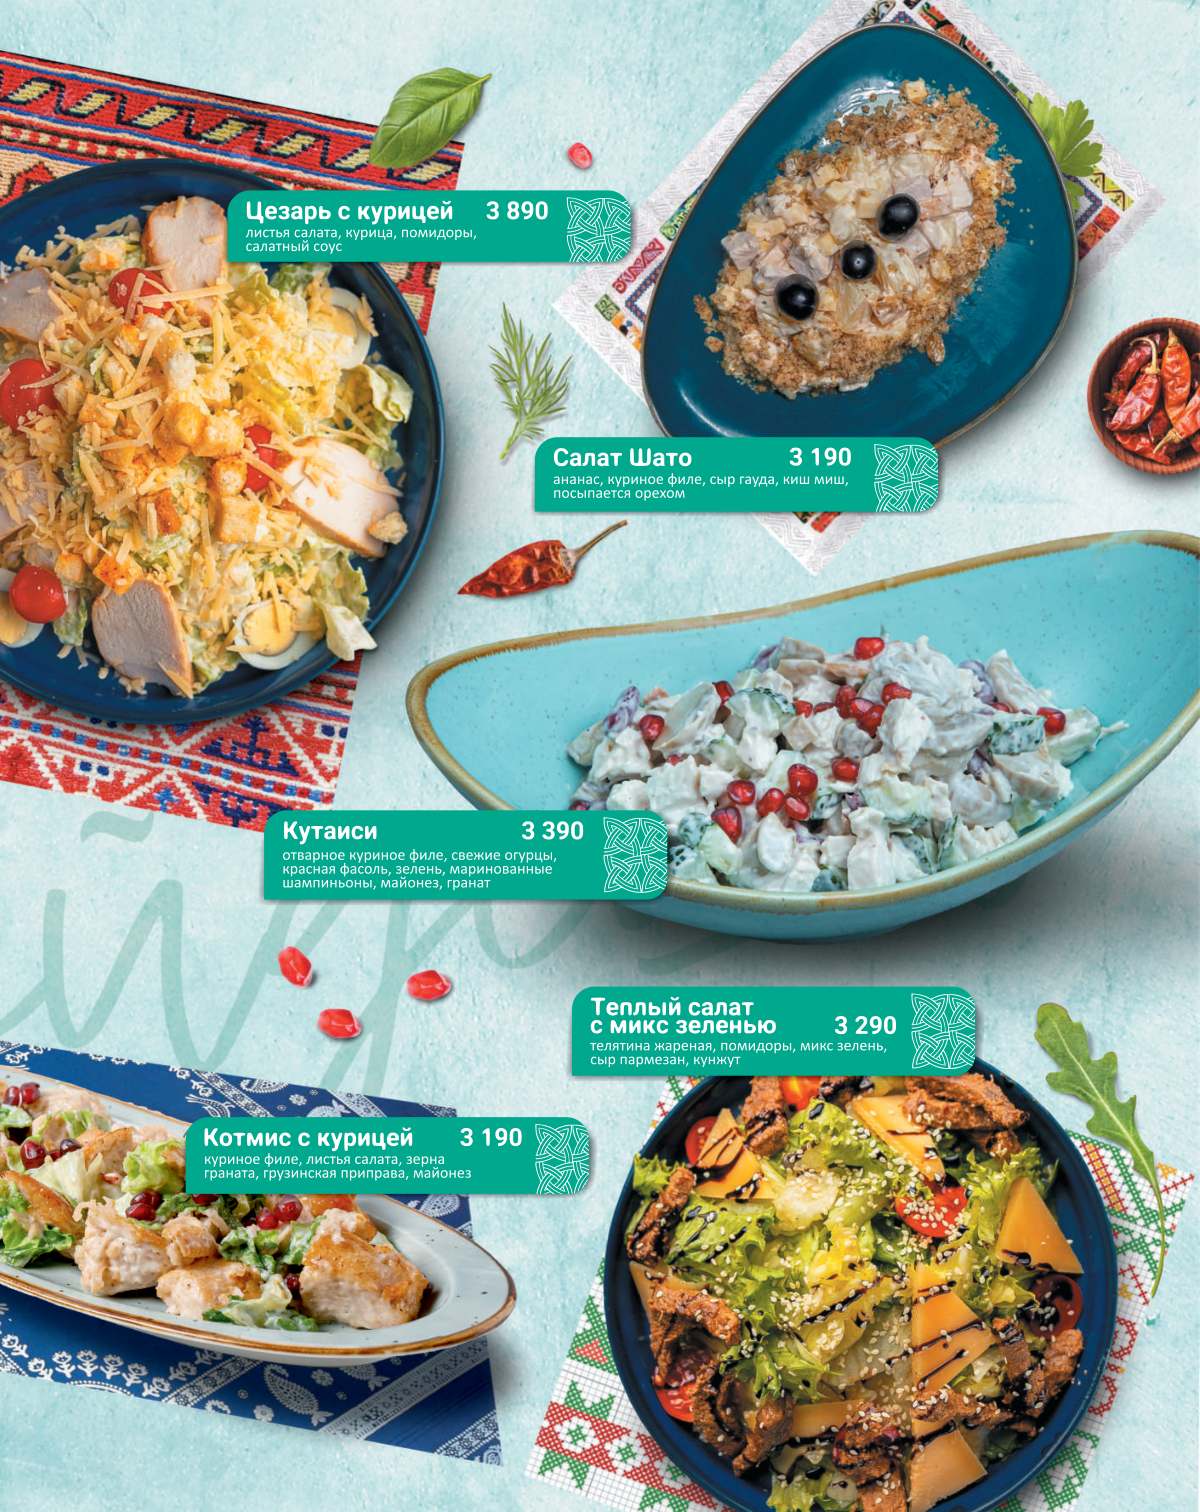 Цезарь с курицей 3 890
листья салата, курица, помидоры,
салатный соус
Салат Шато 3 190
ананас, куриное филе, сыр гауда, киш миш,
посыпается орехом
Кутаиси 3 390
отварное куриное филе, свежие огурцы,
красная фасоль, зелень, маринованные
шампиньоны, майонез, гранат
Теплый салат
с микс зеленью 3 290
телятина жареная, помидоры, микс зелень,
сыр пармезан, кунжут
Котмис с курицей 3 190
куриное филе, листья салата, зерна
граната, грузинская приправа, майонез